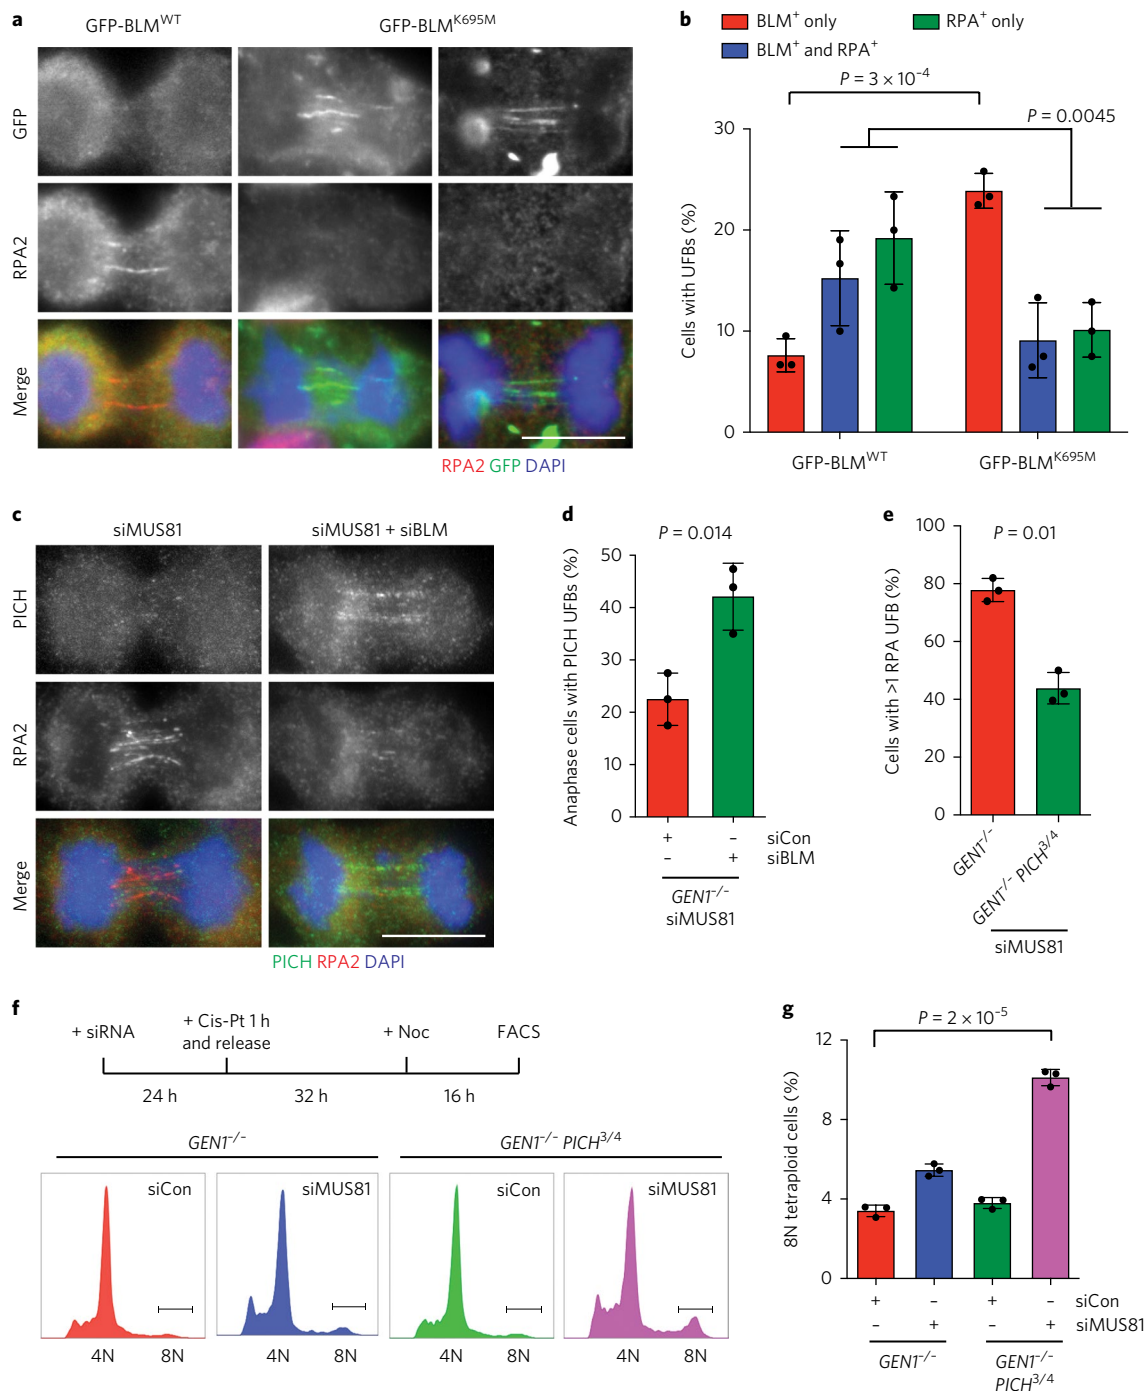 a
GFP-BLM^WT
GFP-BLM^K695M
GFP
RPA2
Merge
RPA2 GFP DAPI
b
BLM⁺ only
RPA⁺ only
BLM⁺ and RPA⁺
P = 3 × 10⁻⁴
P = 0.0045
Cells with UFBs (%)
30
20
10
0
GFP-BLM^WT
GFP-BLM^K695M
c
siMUS81
siMUS81 + siBLM
PICH
RPA2
Merge
PICH RPA2 DAPI
d
P = 0.014
Anaphase cells with PICH UFBs (%)
50
40
30
20
10
0
+ – siCon
– + siBLM
GEN1⁻/⁻
siMUS81
e
P = 0.01
Cells with >1 RPA UFB (%)
100
80
60
40
20
0
GEN1⁻/⁻
GEN1⁻/⁻ PICH³/⁴
siMUS81
f
+ siRNA
+ Cis-Pt 1 h
and release
+ Noc
FACS
24 h
32 h
16 h
GEN1⁻/⁻
GEN1⁻/⁻ PICH³/⁴
siCon
siMUS81
siCon
siMUS81
4N 8N
4N 8N
4N 8N
4N 8N
g
P = 2 × 10⁻⁵
8N tetraploid cells (%)
12
8
4
0
+ – + – siCon
– + – + siMUS81
GEN1⁻/⁻
GEN1⁻/⁻
PICH³/⁴